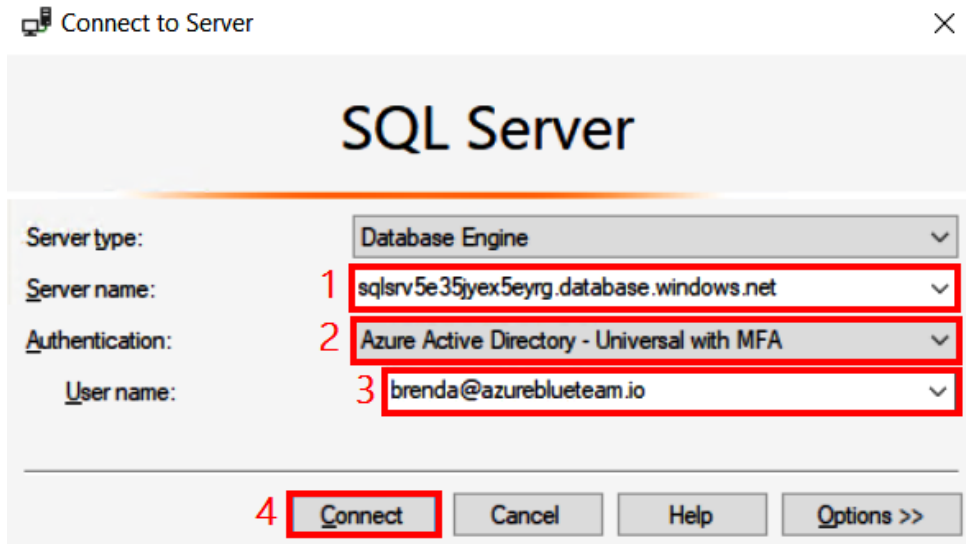 Connect to Server
SQL Server
Server type: Database Engine
Server name: 1 sqlsrv5e35jyex5eyrg.database.windows.net
Authentication: 2 Azure Active Directory - Universal with MFA
User name: 3 brenda@azureblueteam.io
4 Connect Cancel Help Options >>